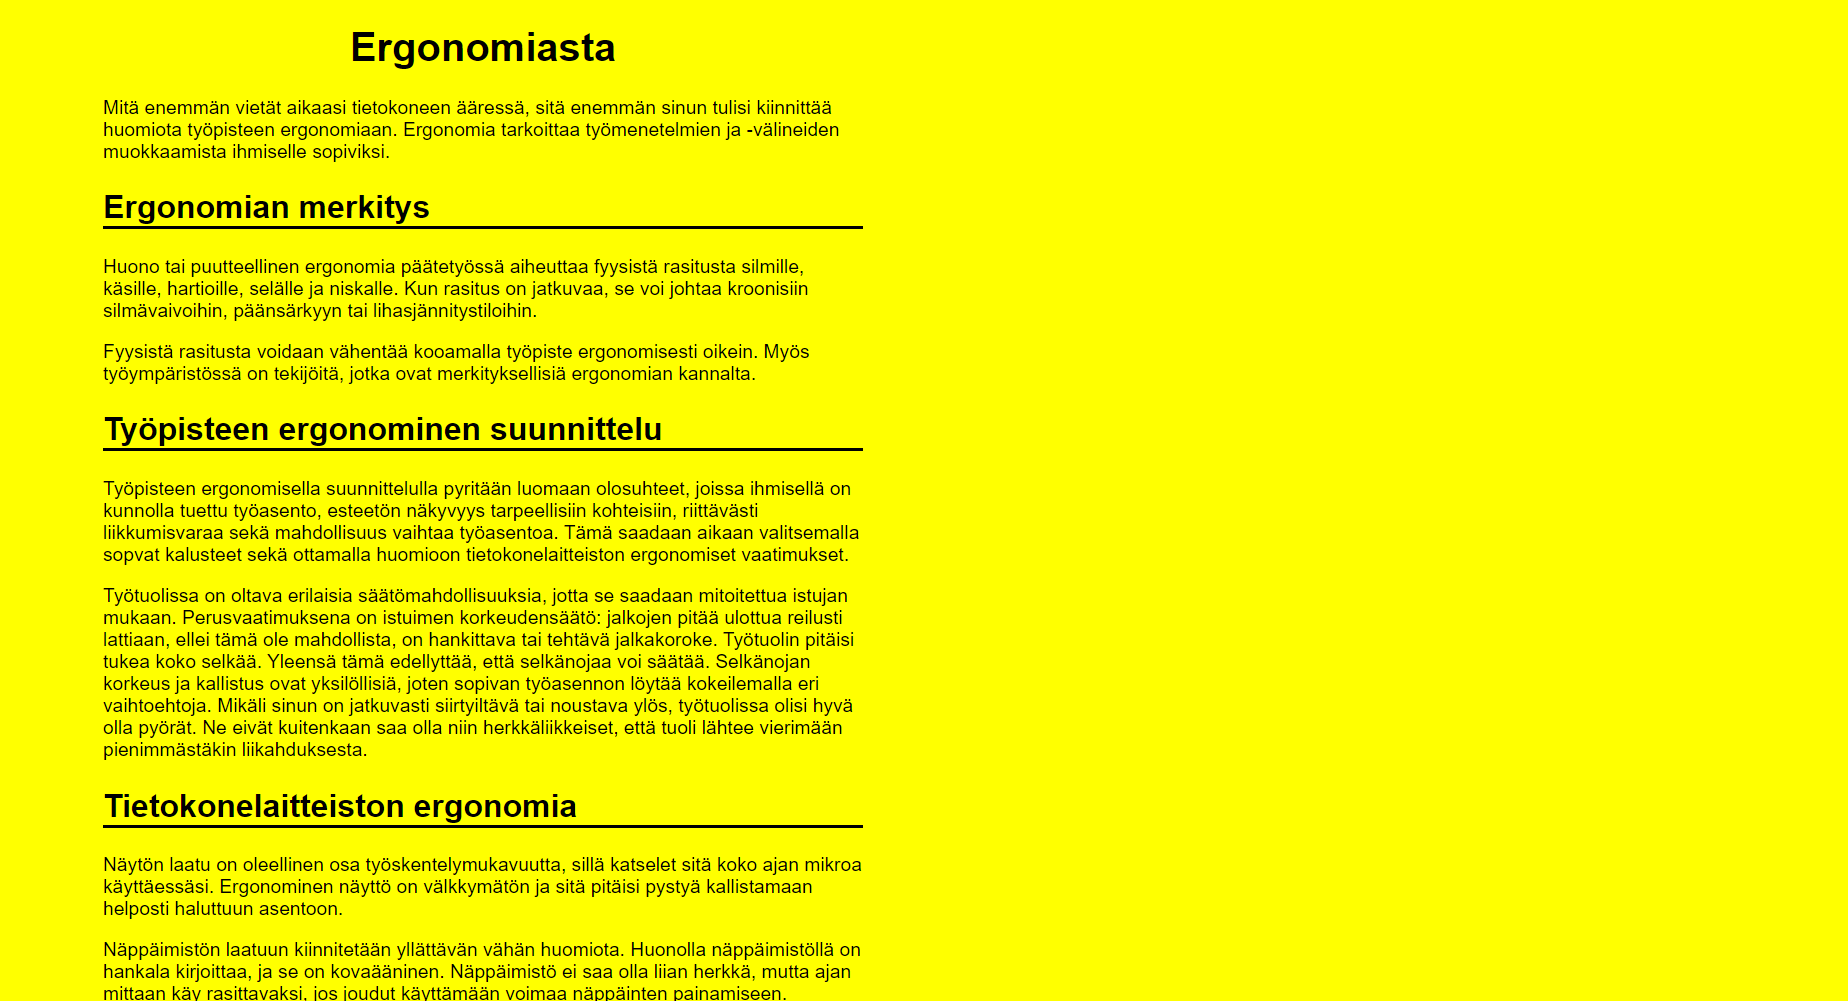 Ergonomiasta
Mitä enemmän vietät aikaasi tietokoneen ääressä, sitä enemmän sinun tulisi kiinnittää
huomiota työpisteen ergonomiaan. Ergonomia tarkoittaa työmenetelmien ja -välineiden
muokkaamista ihmiselle sopiviksi.
Ergonomian merkitys
Huono tai puutteellinen ergonomia päätetyössä aiheuttaa fyysistä rasitusta silmille,
käsille, hartioille, selälle ja niskalle. Kun rasitus on jatkuvaa, se voi johtaa kroonisiin
silmävaivoihin, päänsärkyyn tai lihasjännitystiloihin.
Fyysistä rasitusta voidaan vähentää kooamalla työpiste ergonomisesti oikein. Myös
työympäristössä on tekijöitä, jotka ovat merkityksellisiä ergonomian kannalta.
Työpisteen ergonominen suunnittelu
Työpisteen ergonomisella suunnittelulla pyritään luomaan olosuhteet, joissa ihmisellä on
kunnolla tuettu työasento, esteetön näkyvyys tarpeellisiin kohteisiin, riittävästi
liikkumisvaraa sekä mahdollisuus vaihtaa työasentoa. Tämä saadaan aikaan valitsemalla
sopvat kalusteet sekä ottamalla huomioon tietokonelaitteiston ergonomiset vaatimukset.
Työtuolissa on oltava erilaisia säätömahdollisuuksia, jotta se saadaan mitoitettua istujan
mukaan. Perusvaatimuksena on istuimen korkeudensäätö: jalkojen pitää ulottua reilusti
lattiaan, ellei tämä ole mahdollista, on hankittava tai tehtävä jalkakoroke. Työtuolin pitäisi
tukea koko selkää. Yleensä tämä edellyttää, että selkänojaa voi säätää. Selkänojan
korkeus ja kallistus ovat yksilöllisiä, joten sopivan työasennon löytää kokeilemalla eri
vaihtoehtoja. Mikäli sinun on jatkuvasti siirtyiltävä tai noustava ylös, työtuolissa olisi hyvä
olla pyörät. Ne eivät kuitenkaan saa olla niin herkkäliikkeiset, että tuoli lähtee vierimään
pienimmästäkin liikahduksesta.
Tietokonelaitteiston ergonomia
Näytön laatu on oleellinen osa työskentelymukavuutta, sillä katselet sitä koko ajan mikroa
käyttäessäsi. Ergonominen näyttö on välkkymätön ja sitä pitäisi pystyä kallistamaan
helposti haluttuun asentoon.
Näppäimistön laatuun kiinnitetään yllättävän vähän huomiota. Huonolla näppäimistöllä on
hankala kirjoittaa, ja se on kovaääninen. Näppäimistö ei saa olla liian herkkä, mutta ajan
mittaan käy rasittavaksi, jos joudut käyttämään voimaa näppäinten painamiseen.